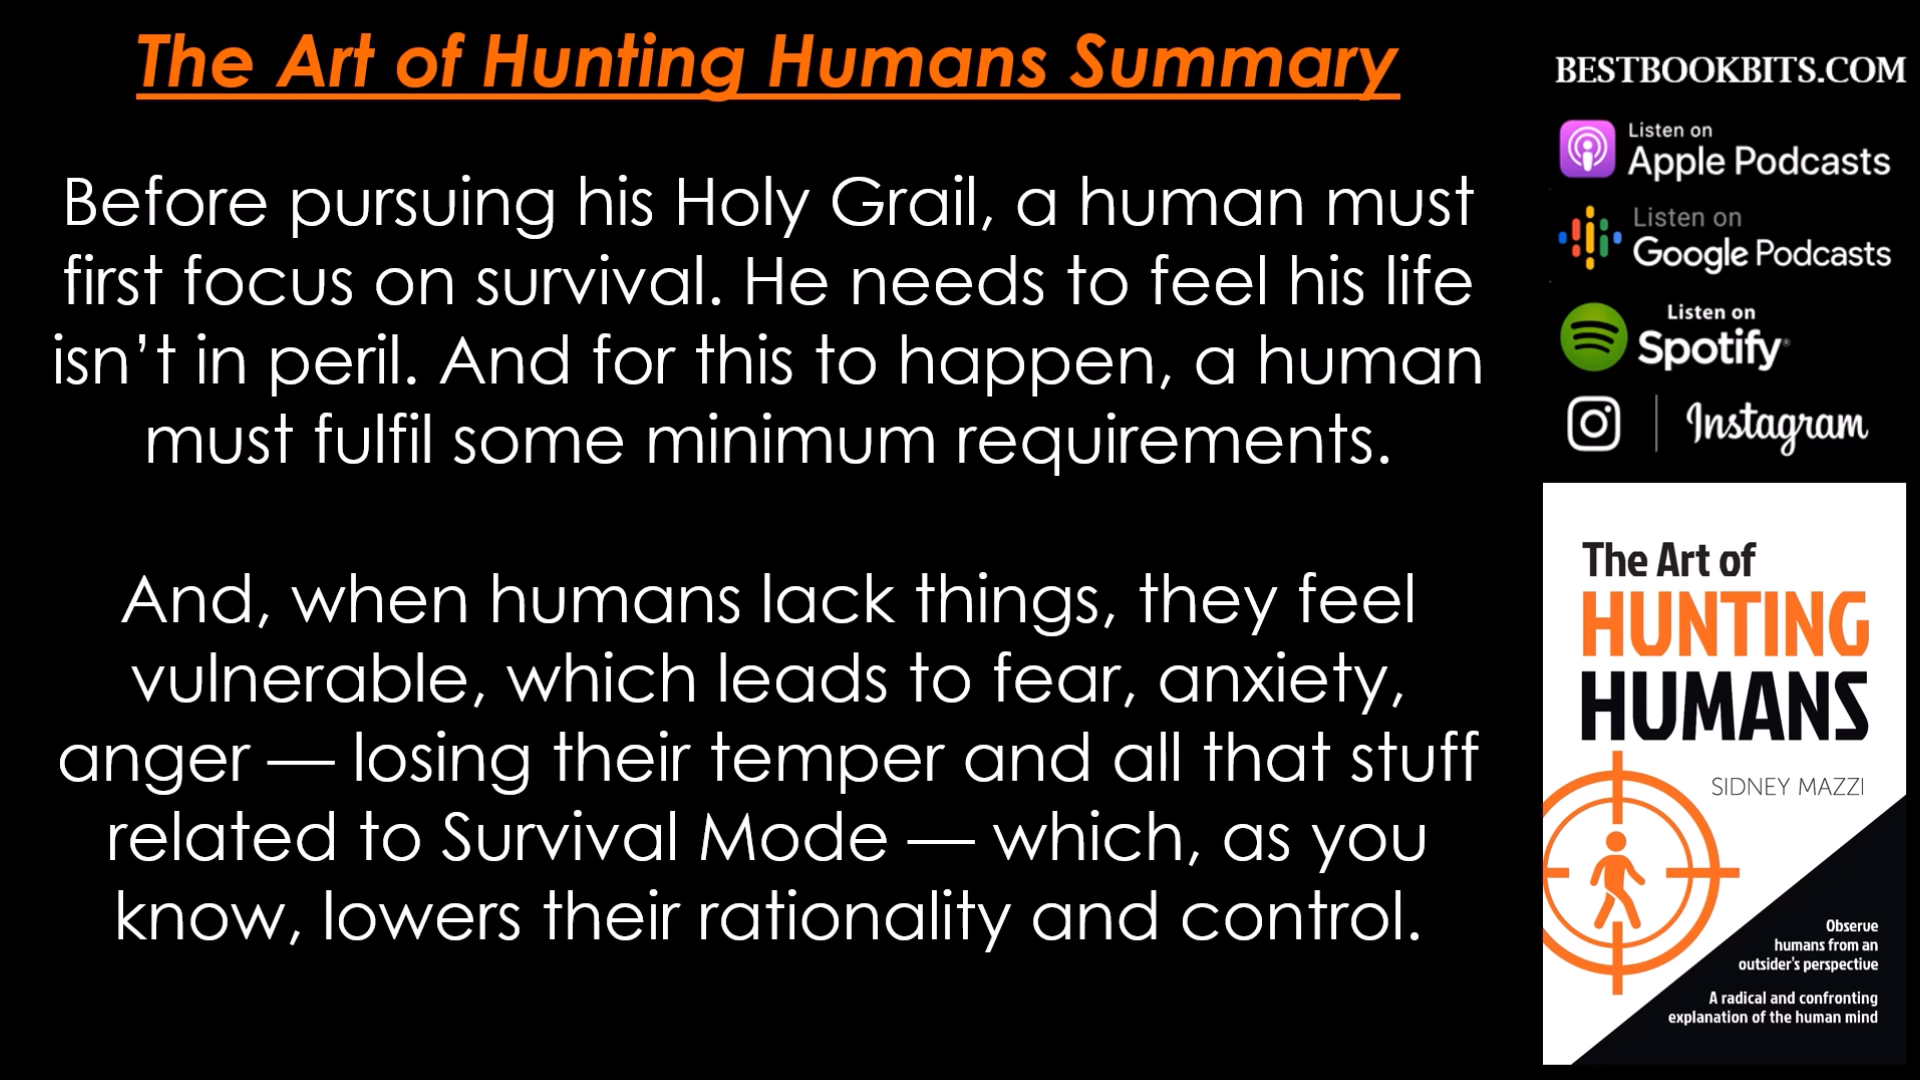 The Art of Hunting Humans Summary
Before pursuing his Holy Grail, a human must
first focus on survival. He needs to feel his life
isn’t in peril. And for this to happen, a human
must fulfil some minimum requirements.
And, when humans lack things, they feel
vulnerable, which leads to fear, anxiety,
anger — losing their temper and all that stuff
related to Survival Mode — which, as you
know, lowers their rationality and control.
BESTBOOKBITS.COM
Listen on
Apple Podcasts
Listen on
Google Podcasts
Listen on
Spotify
Instagram
The Art of
HUNTING
HUMANS
SIDNEY MAZZI
Observe
humans from an
outsider's perspective
A radical and confronting
explanation of the human mind